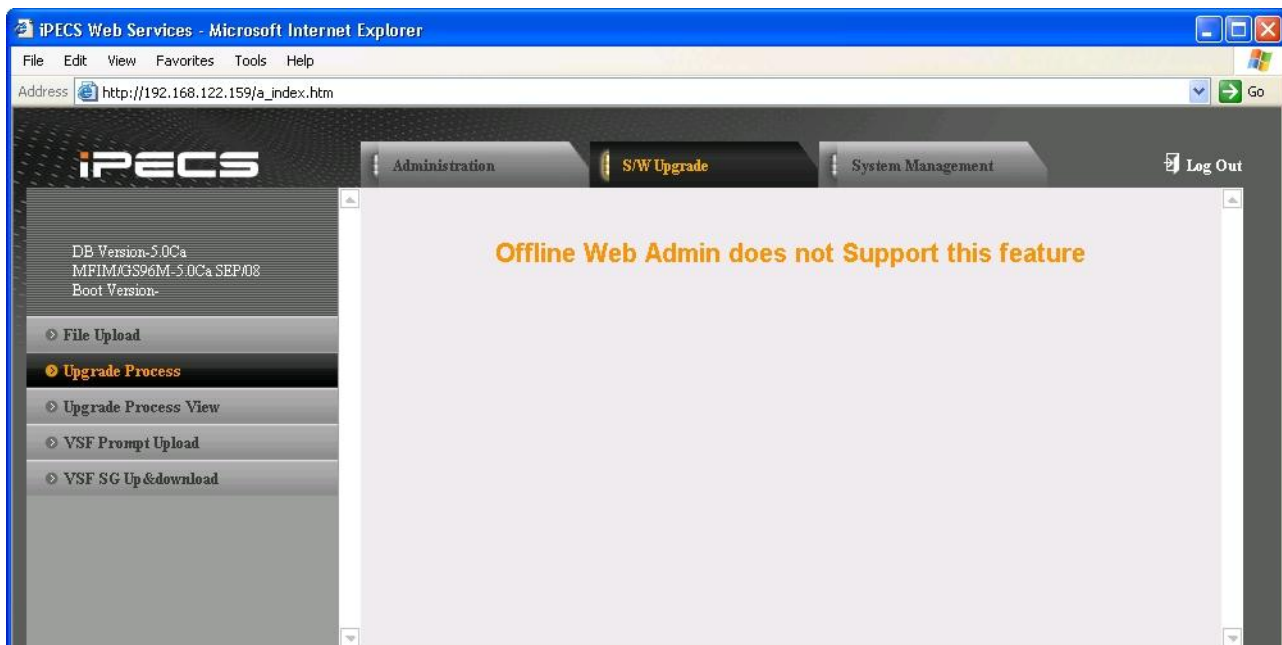 iPECS Web Services - Microsoft Internet Explorer
File Edit View Favorites Tools Help
Address http://192.168.122.159/a_index.htm Go
iPECS
Administration S/W Upgrade System Management Log Out
DB Version-5.0Ca
MFIM/GS96M-5.0Ca SEP/08
Boot Version-
File Upload
Upgrade Process
Upgrade Process View
VSF Prompt Upload
VSF SG Up&download
Offline Web Admin does not Support this feature